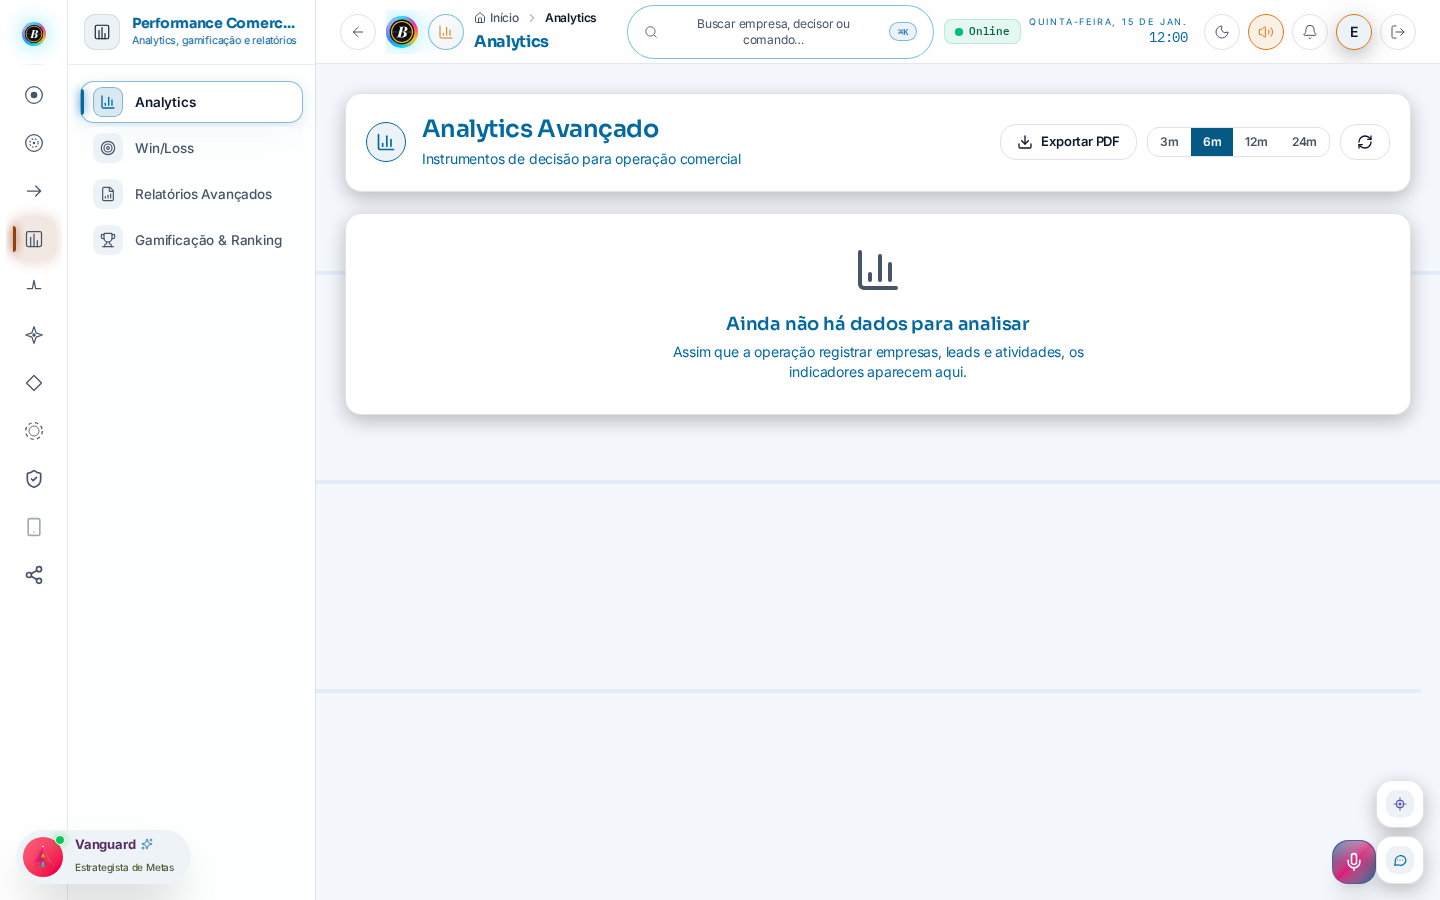 Performance Comerc...
Analytics, gamificação e relatórios
Analytics
Win/Loss
Relatórios Avançados
Gamificação & Ranking
Vanguard
Estrategista de Metas
B
B
Início
Analytics
Analytics
Buscar empresa, decisor ou
comando...
⌘K
Online
QUINTA-FEIRA, 15 DE JAN.
12:00
E
Analytics Avançado
Instrumentos de decisão para operação comercial
Exportar PDF
3m
6m
12m
24m
Ainda não há dados para analisar
Assim que a operação registrar empresas, leads e atividades, os
indicadores aparecem aqui.